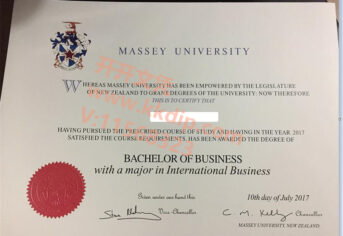 MASSEY UNIVERSITY
WHEREAS MASSEY UNIVERSITY HAS BEEN EMPOWERED BY THE LEGISLATURE
OF NEW ZEALAND TO GRANT DEGREES OF THE UNIVERSITY: NOW THEREFORE
THIS IS TO CERTIFY THAT
HAVING PURSUED THE PRESCRIBED COURSE OF STUDY AND HAVING IN THE YEAR 2017
SATISFIED THE COURSE REQUIREMENTS, HAS BEEN AWARDED THE DEGREE OF
BACHELOR OF BUSINESS
with a major in International Business
Given under our hand this 10th day of July 2017
Vice-Chancellor
C. M. Kelly Chancellor
MASSEY UNIVERSITY, NEW ZEALAND